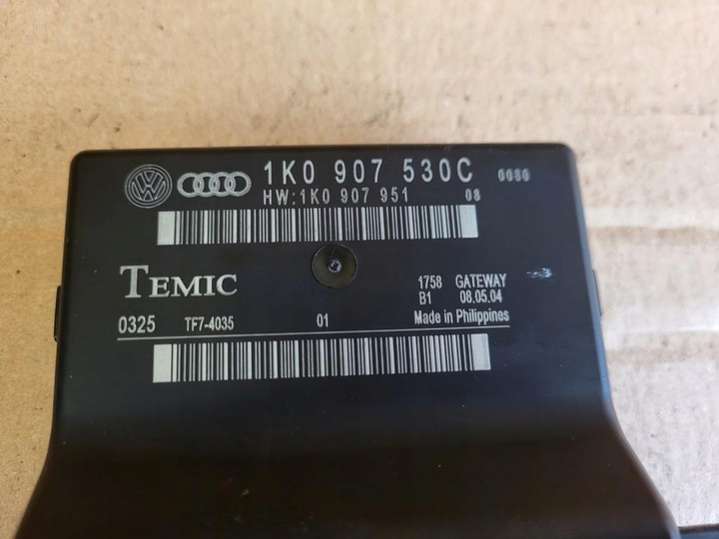 1K0 907 530C 0080
HW:1K0 907 951 08
TEMIC
1758 GATEWAY
B1 08.05.04
0325 TF7-4035 01 Made in Philippines